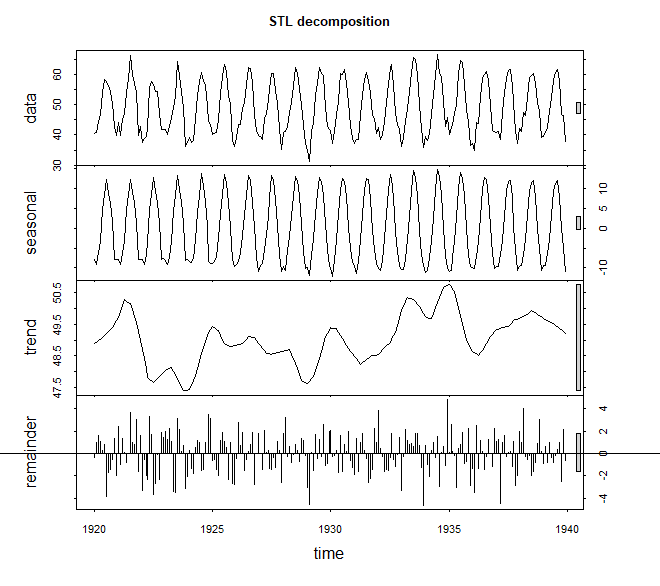 STL decomposition
data
30 40 50 60
seasonal
-10 0 5 10
trend
47.5 48.5 49.5 50.5
remainder
-4 -2 0 2 4
1920 1925 1930 1935 1940
time